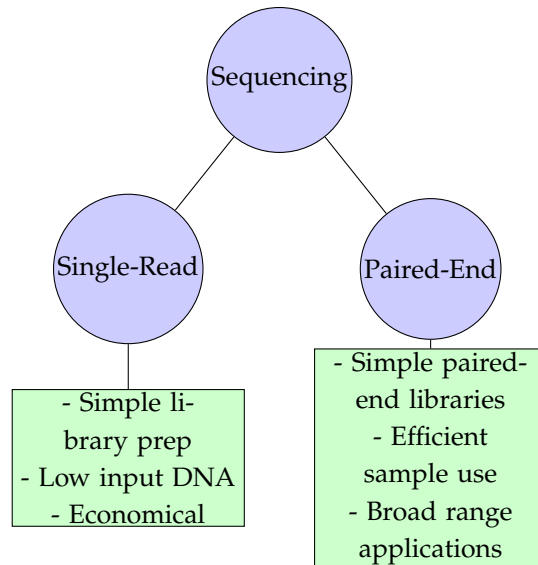 Sequencing
Single-Read
Paired-End
- Simple li-
brary prep
- Low input DNA
- Economical
- Simple paired-
end libraries
- Efficient
sample use
- Broad range
applications